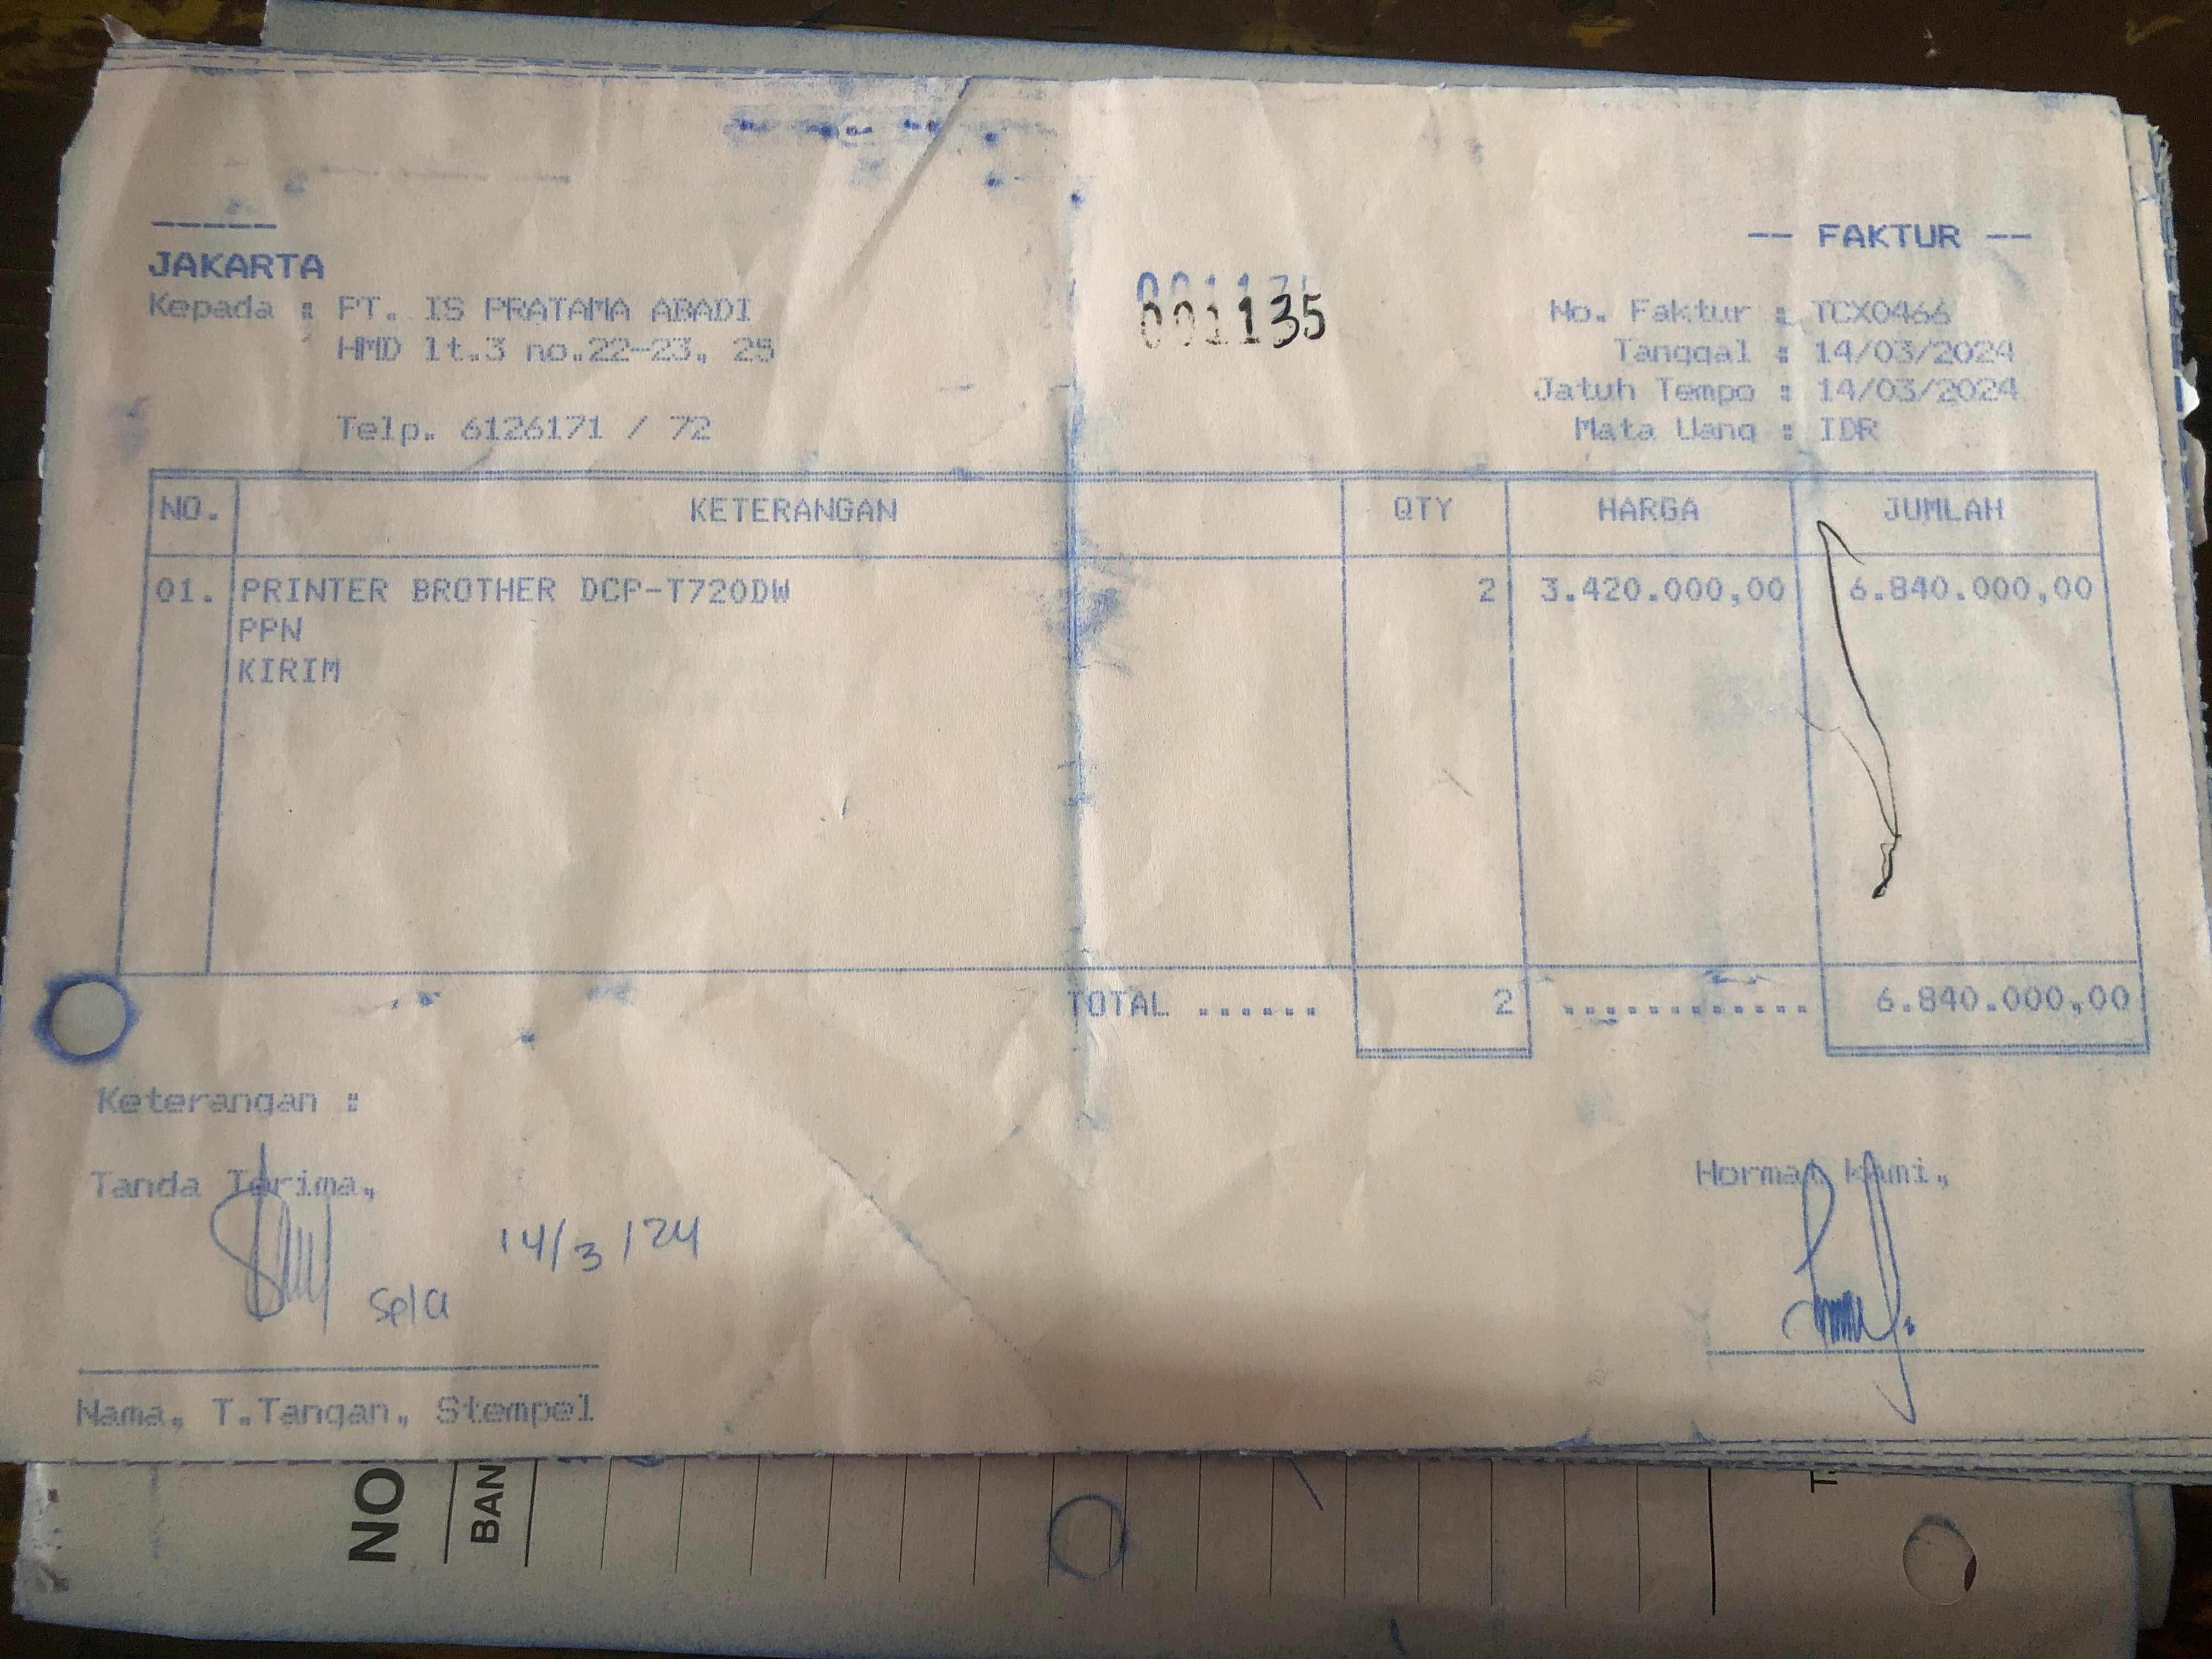 -- FAKTUR --
JAKARTA
Kepada : PT. IS PRATAMA ABADI
HMD lt.3 no.22-23, 25
Telp. 6126171 / 72
001135
No. Faktur : TCX0466
Tanggal : 14/03/2024
Jatuh Tempo : 14/03/2024
Mata Uang : IDR
NO. KETERANGAN QTY HARGA JUMLAH
01. PRINTER BROTHER DCP-T720DW 2 3.420.000,00 6.840.000,00
PPN
KIRIM
TOTAL ...... 2 ............ 6.840.000,00
Keterangan :
Tanda Terima,
Hormat Kami,
14/3/24
Nama, T.Tangan, Stempel
NO
BAN